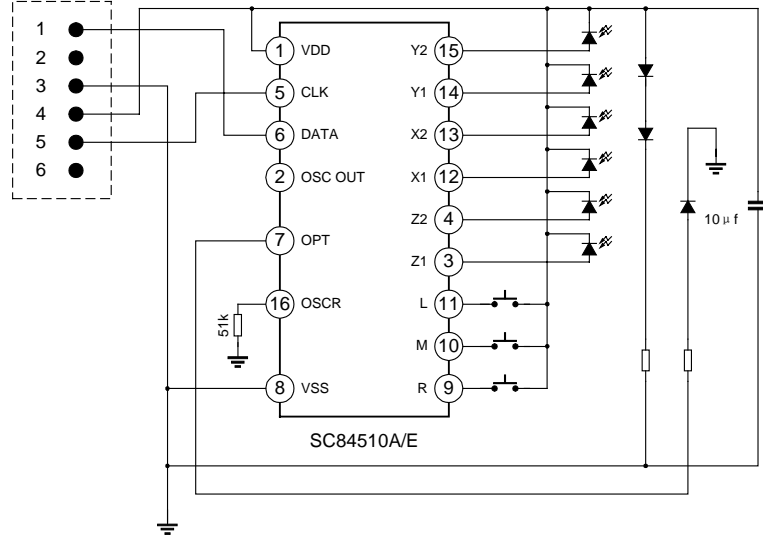 1
2
3
4
5
6
1 VDD
5 CLK
6 DATA
2 OSC OUT
7 OPT
16 OSCR
8 VSS
Y2 15
Y1 14
X2 13
X1 12
Z2 4
Z1 3
L 11
M 10
R 9
51k
10μf
SC84510A/E